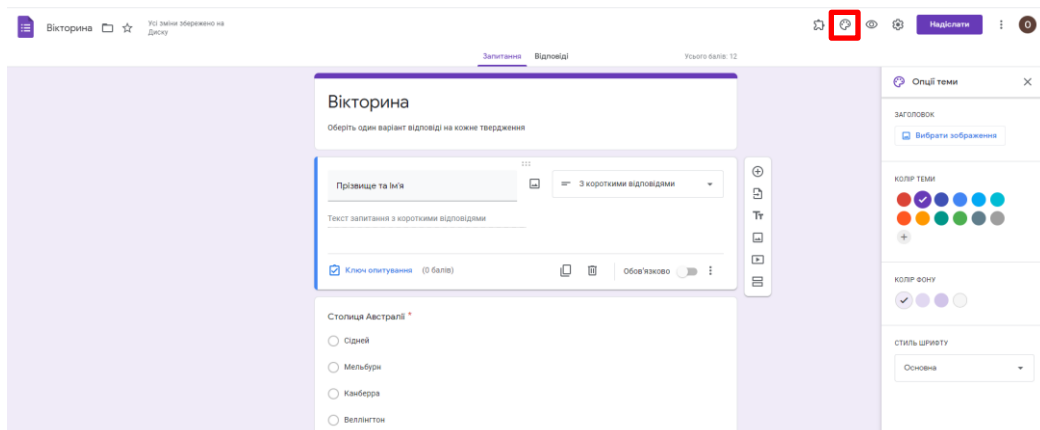 Вікторина
Усі зміни збережено на
Диску
Надіслати
О
Запитання Відповіді
Усього балів: 12
Вікторина
Оберіть один варіант відповіді на кожне твердження
Прізвище та Ім'я
З короткими відповідями
Текст запитання з короткими відповідями
Ключ опитування (0 балів)
Обов'язково
Tт
Столиця Австралії *
Сідней
Мельбурн
Канберра
Веллінгтон
Опції теми
ЗАГОЛОВОК
Вибрати зображення
КОЛІР ТЕМИ
КОЛІР ФОНУ
СТИЛЬ ШРИФТУ
Основна